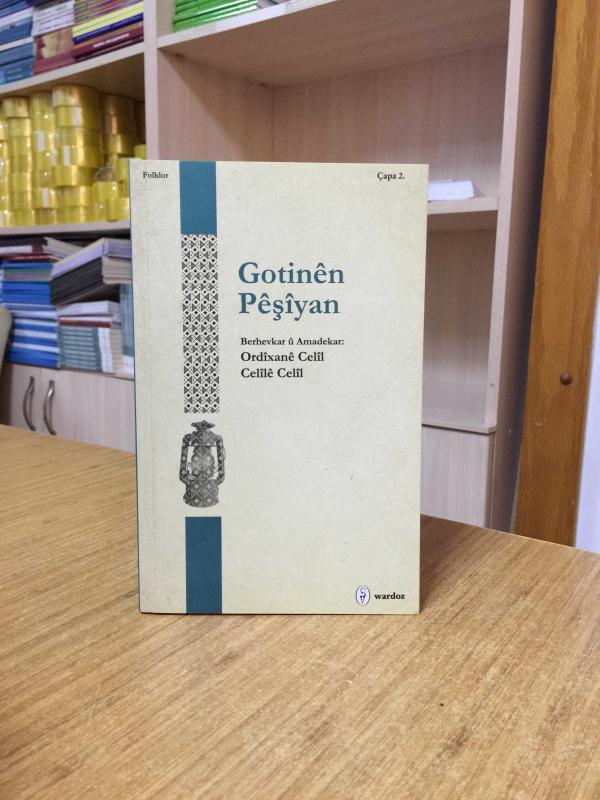 Folklor
Çapa 2.
Gotinên
Pêşîyan
Berhevkar û Amadekar:
Ordîxanê Celîl
Celîlê Celîl
wardoz